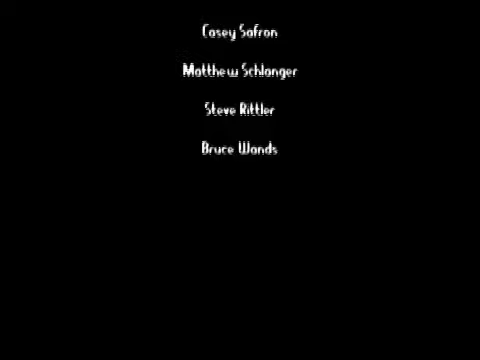 Casey Safron
Matthew Schlanger
Steve Rittler
Bruce Wands